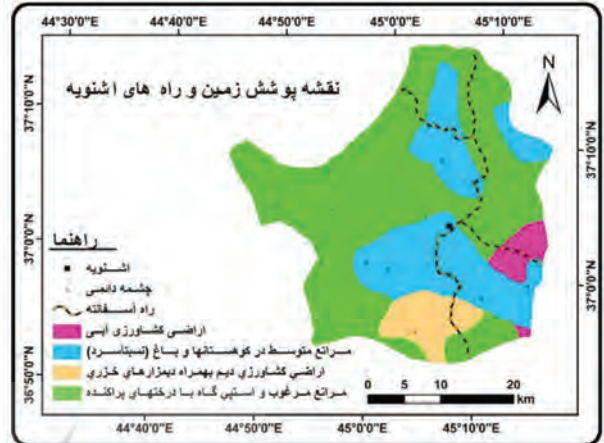 44°30'0"E 44°40'0"E 44°50'0"E 45°0'0"E 45°10'0"E
نقشه پوشش زمین و راه های اشنویه
N
37°10'0"N
37°10'0"N
37°0'0"N
37°0'0"N
36°50'0"N
راهنما
اشنویه
چشمه دائمی
راه آسفالته
اراضی کشاورزی آبی
مراتع متوسط در کوهستانها و باغ (نسبتأسرد)
اراضی کشاورزی دیم بهمراه دیمزارهای خزری
مراتع مرغوب و استپی گاه با درختهای پراکنده
0 5 10 20
km
44°40'0"E 44°50'0"E 45°0'0"E 45°10'0"E